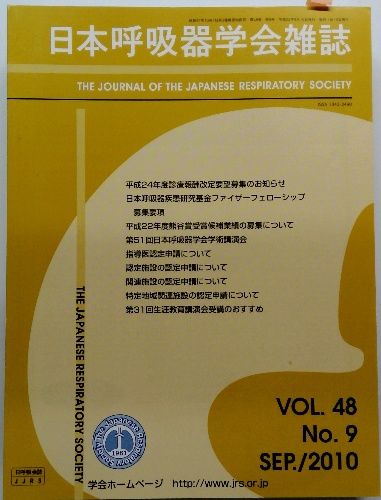 日本呼吸器学会雑誌
THE JOURNAL OF THE JAPANESE RESPIRATORY SOCIETY
平成24年度診療報酬改定要望募集のお知らせ
日本呼吸器疾患研究基金ファイザーフェローシップ
募集要項
平成22年度熊谷賞受賞候補業績の募集について
第51回日本呼吸器学会学術講演会
指導医認定申請について
認定施設の認定申請について
関連施設の認定申請について
特定地域関連施設の認定申請について
第31回生涯教育講演会受講のおすすめ
THE JAPANESE RESPIRATORY SOCIETY
VOL. 48
No. 9
SEP./2010
1961
日呼吸会誌
J J R S
学会ホームページ http://www.jrs.or.jp